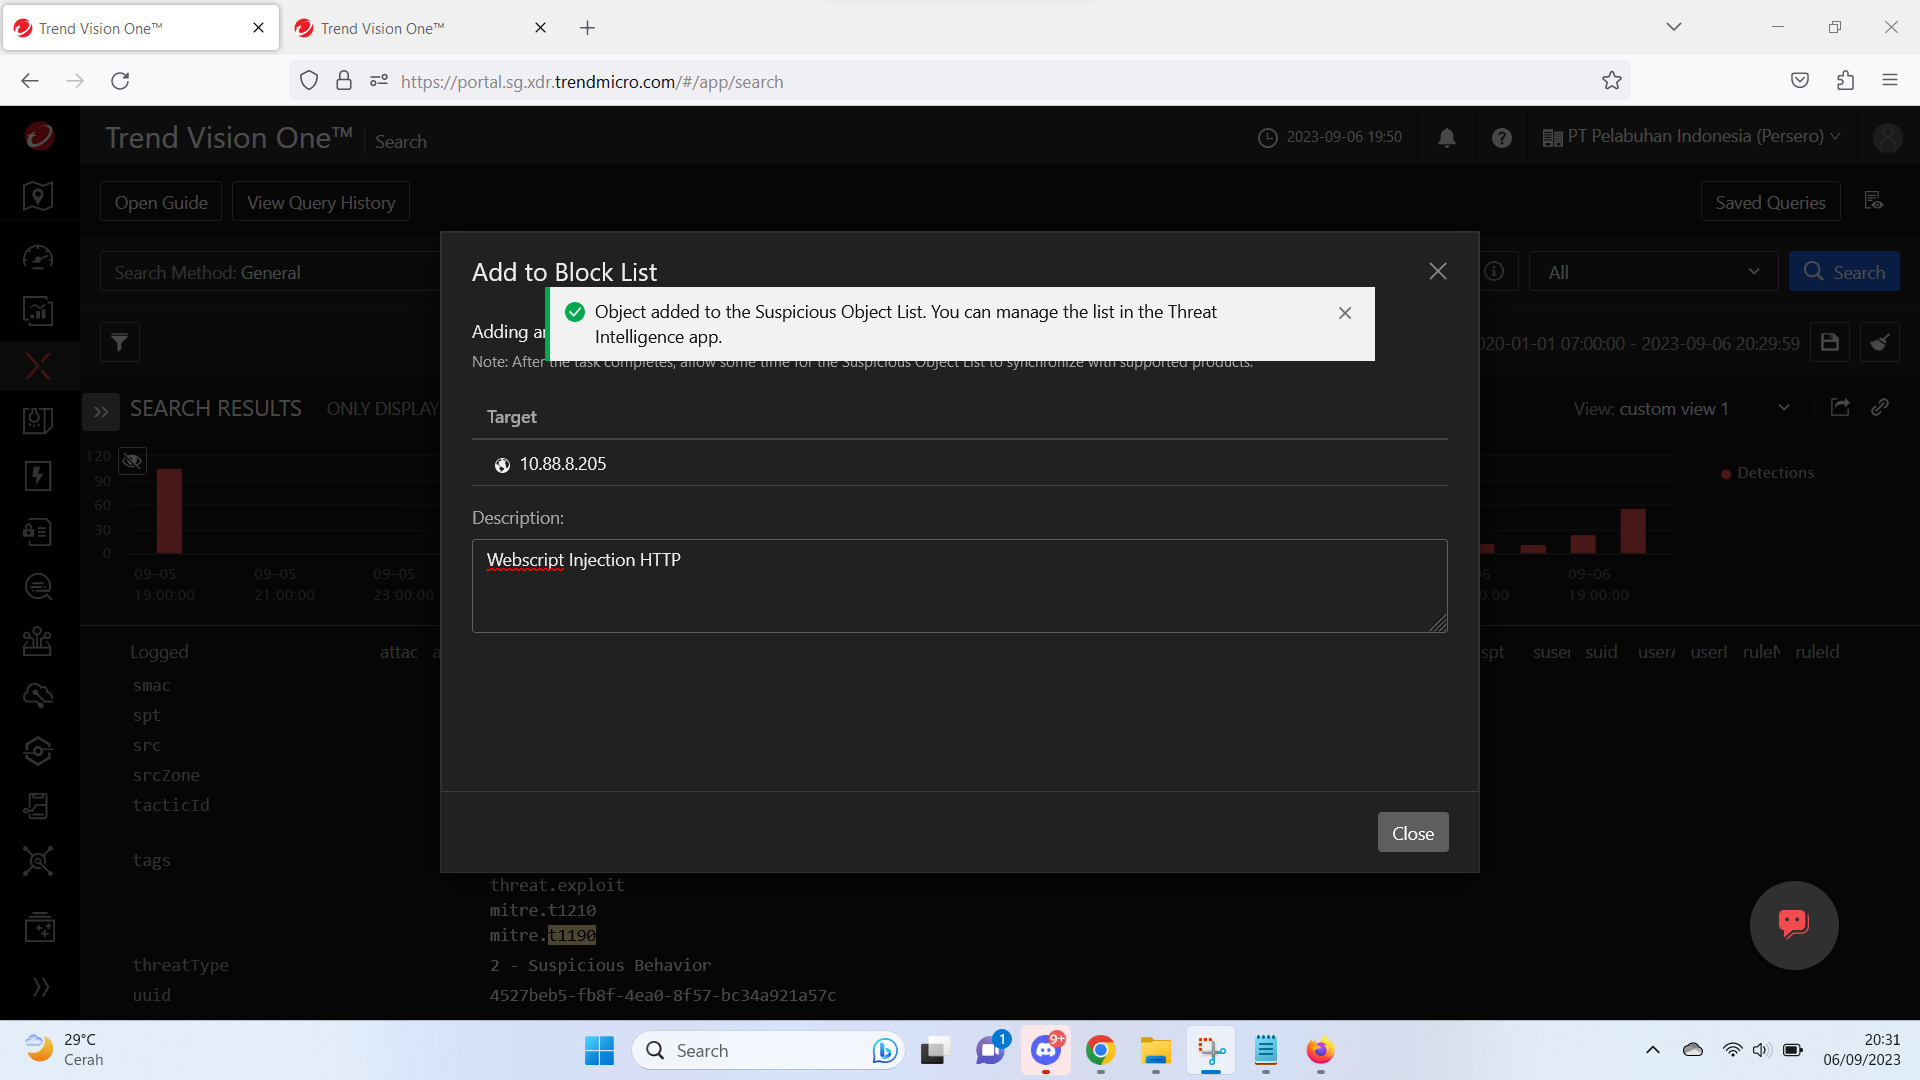 Trend Vision One™
Trend Vision One™
https://portal.sg.xdr.trendmicro.com/#/app/search
Trend Vision One™ Search
2023-09-06 19:50
PT Pelabuhan Indonesia (Persero)
Open Guide
View Query History
Saved Queries
Search Method: General
All
Search
Add to Block List
Object added to the Suspicious Object List. You can manage the list in the Threat
Intelligence app.
Adding
Note: After the task completes, allow some time for the Suspicious Object List to synchronize with supported products.
020-01-01 07:00:00 - 2023-09-06 20:29:59
SEARCH RESULTS
ONLY DISPLAY
View: custom view 1
Target
10.88.8.205
120
90
60
30
0
Detections
Description:
Webscript Injection HTTP
09-05
19:00:00
09-05
21:00:00
09-05
23:00:00
6
0:00
09-06
19:00:00
Logged
attac
a
spt
suser
suid
userA
userI
ruleN
ruleId
smac
spt
src
srcZone
tacticId
tags
threat.exploit
mitre.t1210
mitre.t1190
threatType
2 - Suspicious Behavior
uuid
4527beb5-fb8f-4ea0-8f57-bc34a921a57c
Close
29°C
Cerah
Search
1
9+
20:31
06/09/2023